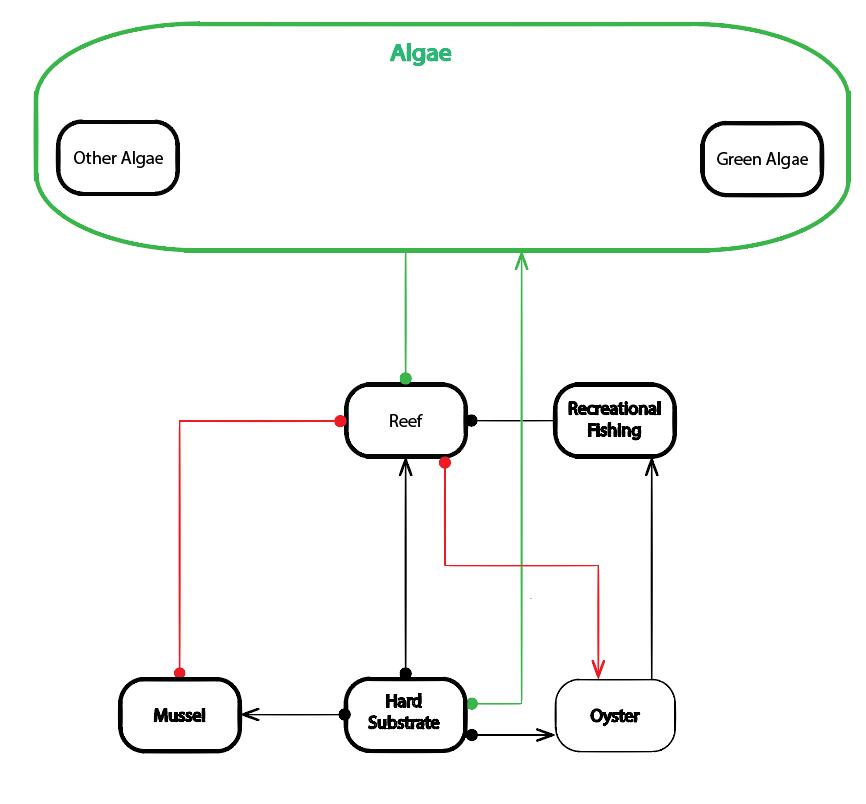 Algae
Other Algae
Green Algae
Reef
Recreational
Fishing
Mussel
Hard
Substrate
Oyster